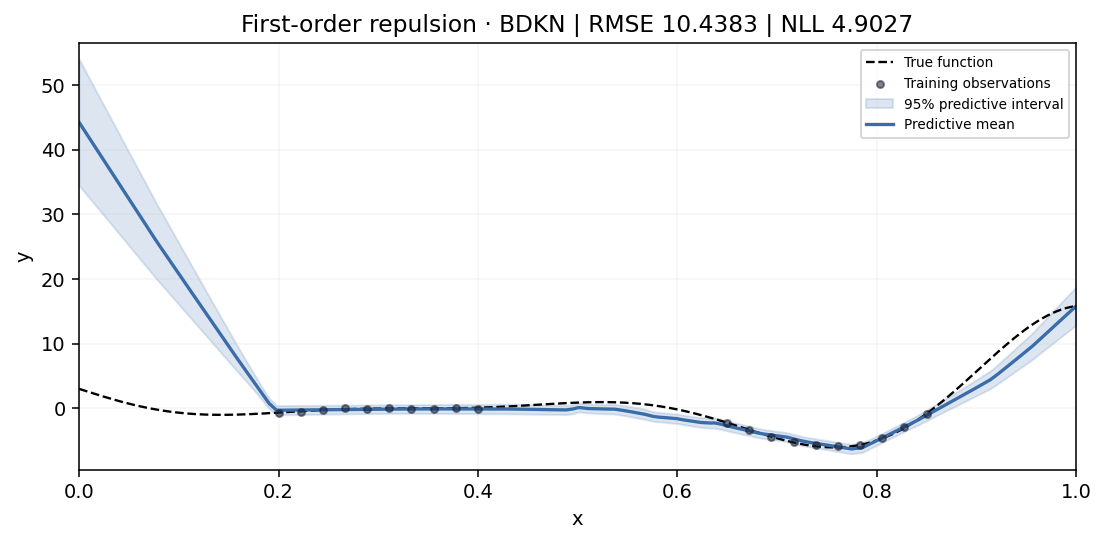 First-order repulsion · BDKN | RMSE 10.4383 | NLL 4.9027
True function
Training observations
95% predictive interval
Predictive mean
50
40
30
20
10
0
y
0.0 0.2 0.4 0.6 0.8 1.0
x